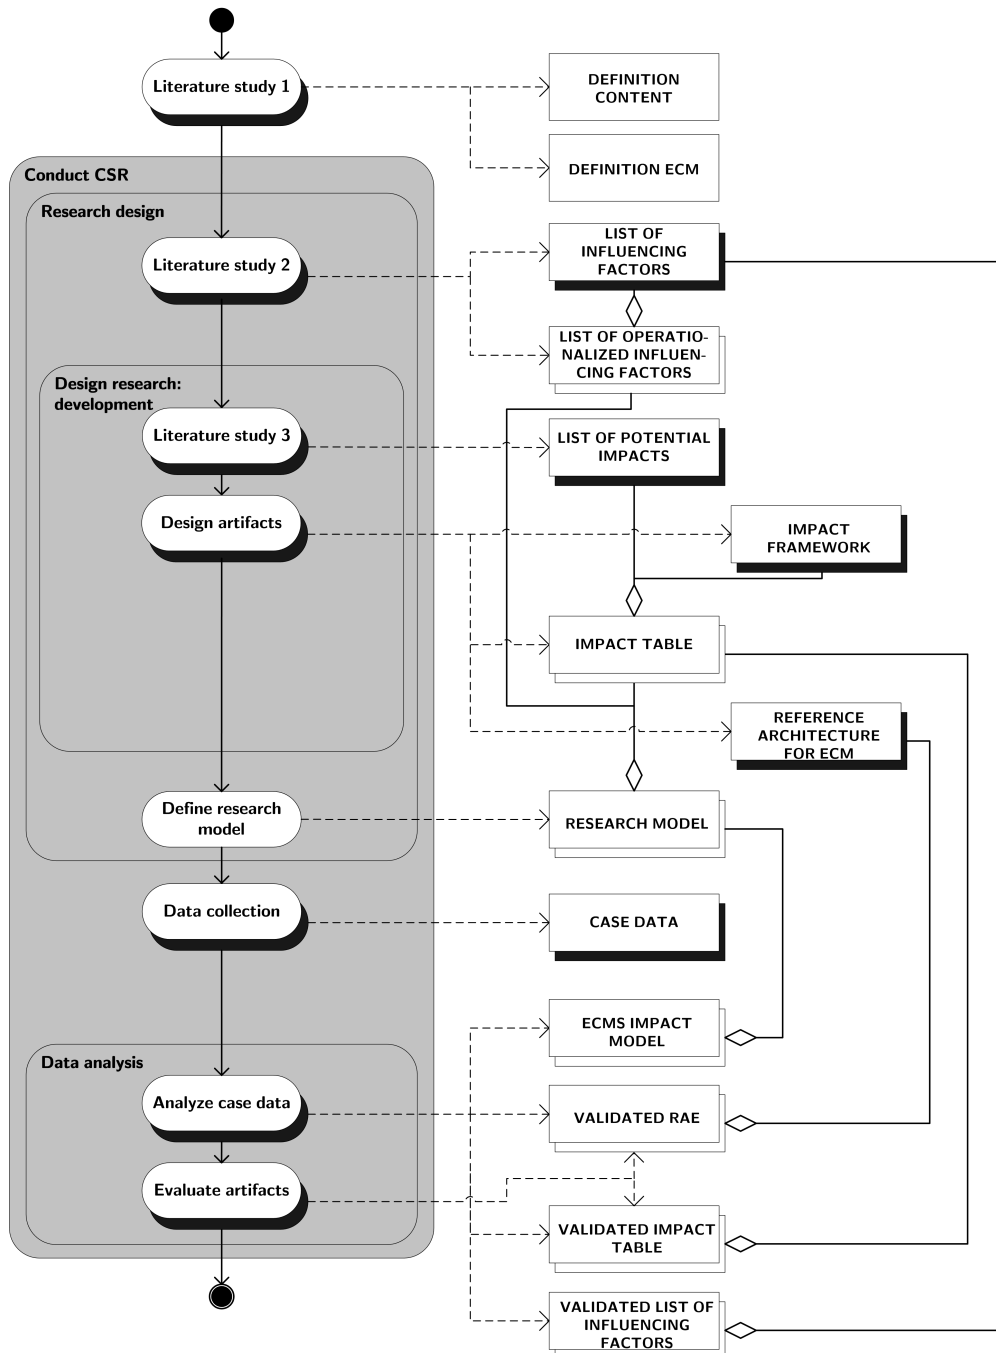 Literature study 1
DEFINITION
CONTENT
DEFINITION ECM
Conduct CSR
Research design
Literature study 2
LIST OF
INFLUENCING
FACTORS
LIST OF OPERATIO-
NALIZED INFLUEN-
CING FACTORS
Design research:
development
Literature study 3
LIST OF POTENTIAL
IMPACTS
Design artifacts
IMPACT
FRAMEWORK
IMPACT TABLE
REFERENCE
ARCHITECTURE
FOR ECM
Define research
model
RESEARCH MODEL
Data collection
CASE DATA
ECMS IMPACT
MODEL
Data analysis
Analyze case data
VALIDATED RAE
Evaluate artifacts
VALIDATED IMPACT
TABLE
VALIDATED LIST OF
INFLUENCING
FACTORS